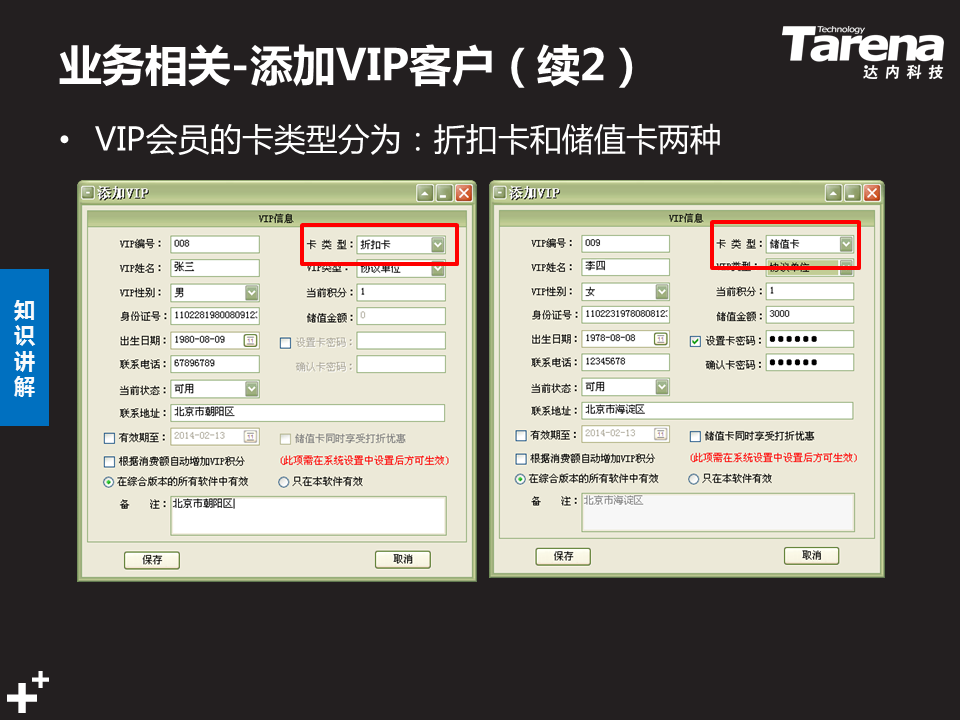 业务相关-添加VIP客户（续2）
Technology
Tarena
达内科技
• VIP会员的卡类型分为：折扣卡和储值卡两种
知识讲解
添加VIP
VIP信息
VIP编号： 008 卡 类 型： 折扣卡
VIP姓名： 张三 VIP类型： 协议单位
VIP性别： 男 当前积分： 1
身份证号： 11022819800809123 储值金额： 0
出生日期： 1980-08-09 设置卡密码：
联系电话： 67896789 确认卡密码：
当前状态： 可用
联系地址： 北京市朝阳区
有效期至： 2014-02-13 储值卡同时享受打折优惠
根据消费额自动增加VIP积分 (此项需在系统设置中设置后方可生效)
在综合版本的所有软件中有效 只在本软件有效
备 注： 北京市朝阳区
保存 取消
添加VIP
VIP信息
VIP编号： 009 卡 类 型： 储值卡
VIP姓名： 李四 VIP类型： 协议单位
VIP性别： 女 当前积分： 1
身份证号： 11022319780808123 储值金额： 3000
出生日期： 1978-08-08 设置卡密码： ●●●●●●
联系电话： 12345678 确认卡密码： ●●●●●●
当前状态： 可用
联系地址： 北京市海淀区
有效期至： 2014-02-13 储值卡同时享受打折优惠
根据消费额自动增加VIP积分 (此项需在系统设置中设置后方可生效)
在综合版本的所有软件中有效 只在本软件有效
备 注： 北京市海淀区
保存 取消